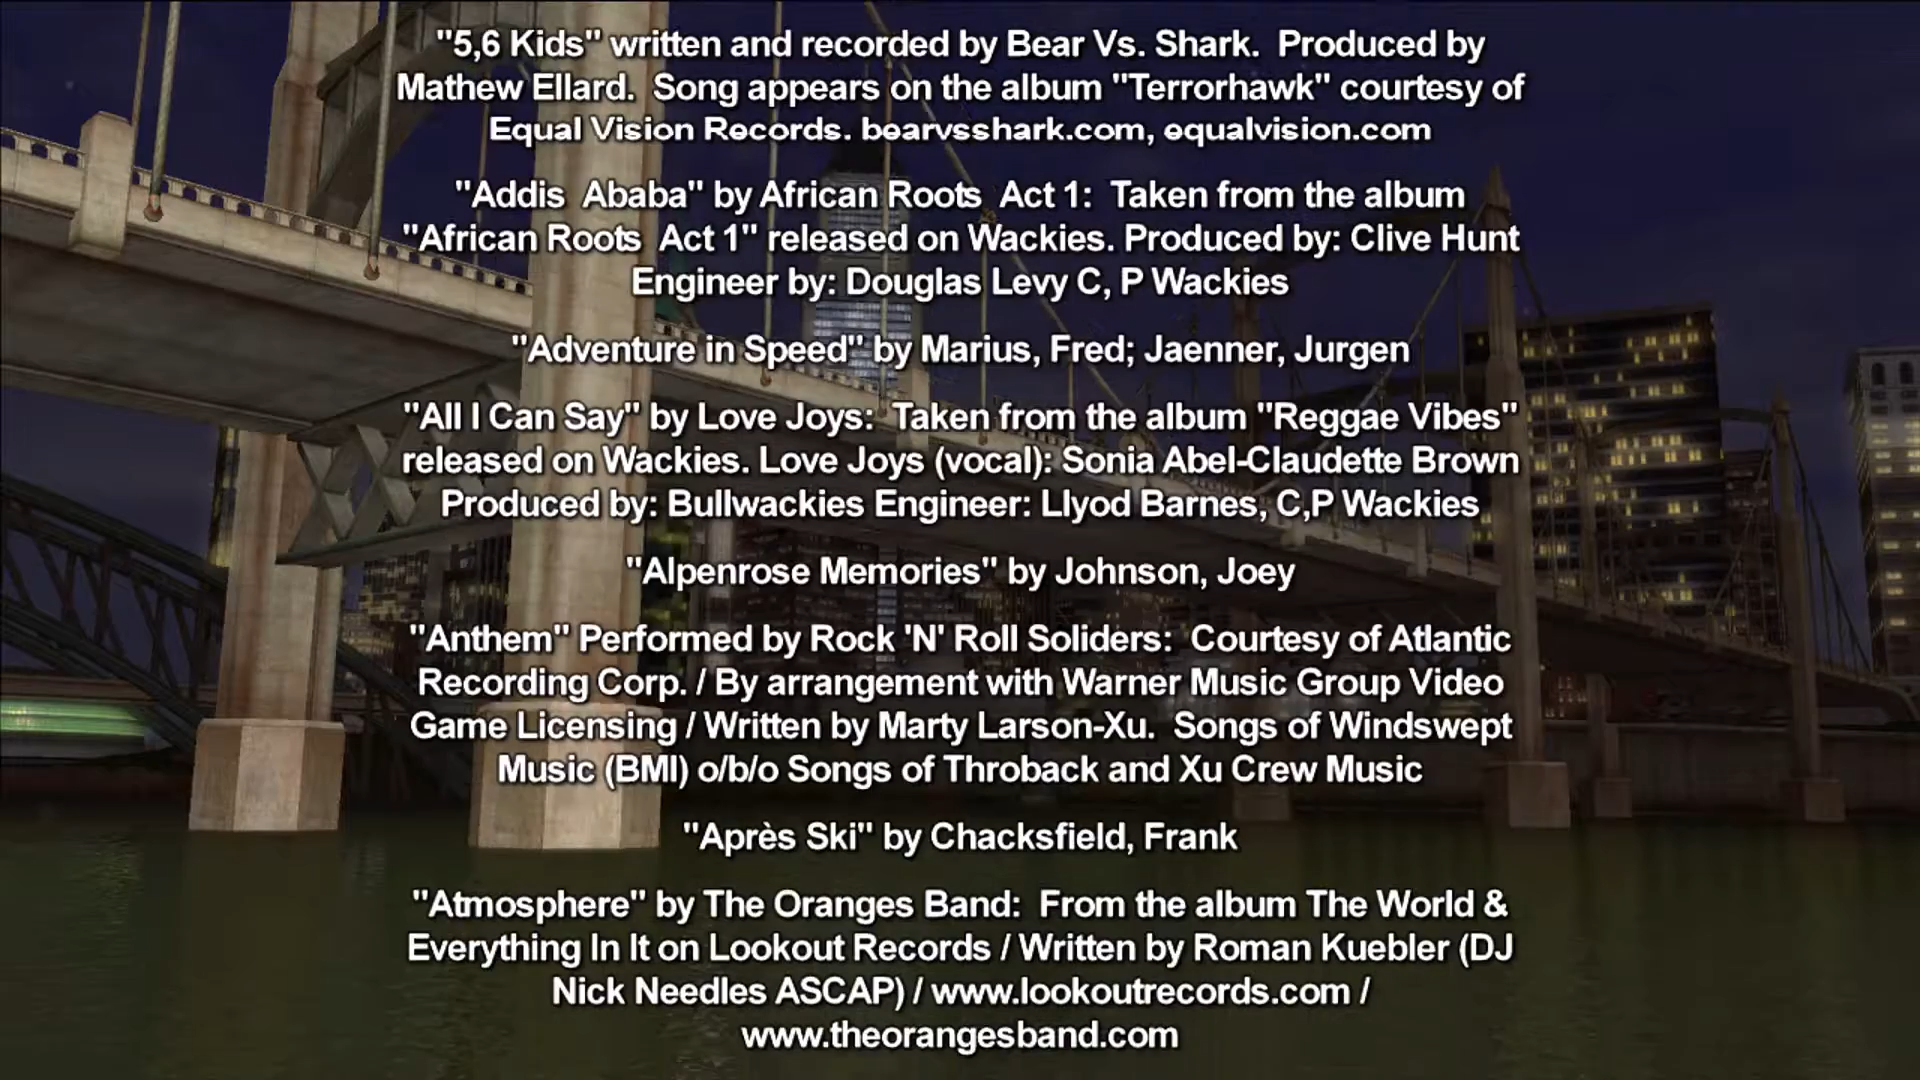 "5,6 Kids" written and recorded by Bear Vs. Shark.  Produced by
Mathew Ellard.  Song appears on the album "Terrorhawk" courtesy of
Equal Vision Records. bearvsshark.com, equalvision.com
"Addis  Ababa" by African Roots  Act 1:  Taken from the album
"African Roots  Act 1" released on Wackies. Produced by: Clive Hunt
Engineer by: Douglas Levy C, P Wackies
"Adventure in Speed" by Marius, Fred; Jaenner, Jurgen
"All I Can Say" by Love Joys:  Taken from the album "Reggae Vibes"
released on Wackies. Love Joys (vocal): Sonia Abel-Claudette Brown
Produced by: Bullwackies Engineer: Llyod Barnes, C,P Wackies
"Alpenrose Memories" by Johnson, Joey
"Anthem" Performed by Rock 'N' Roll Soliders:  Courtesy of Atlantic
Recording Corp. / By arrangement with Warner Music Group Video
Game Licensing / Written by Marty Larson-Xu.  Songs of Windswept
Music (BMI) o/b/o Songs of Throback and Xu Crew Music
"Après Ski" by Chacksfield, Frank
"Atmosphere" by The Oranges Band:  From the album The World &
Everything In It on Lookout Records / Written by Roman Kuebler (DJ
Nick Needles ASCAP) / www.lookoutrecords.com /
www.theorangesband.com